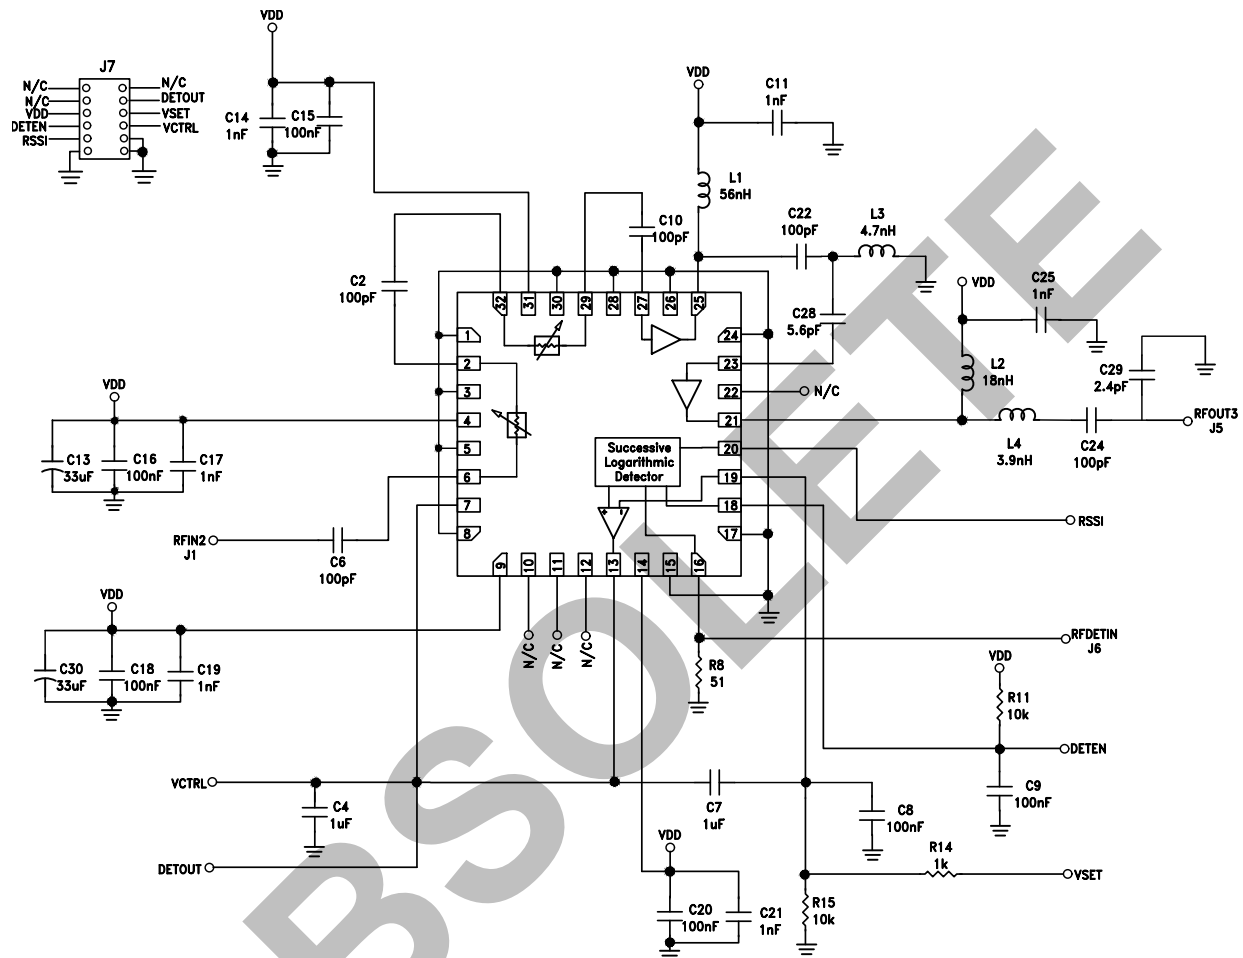 VDD
J7
N/C
N/C
VDD
DETEN
RSSI
N/C
DETOUT
VSET
VCTRL
C14
1nF
C15
100nF
VDD
C11
1nF
L1
56nH
C10
100pF
C22
100pF
L3
4.7nH
C2
100pF
C28
5.6pF
VDD
C25
1nF
L2
18nH
C29
2.4pF
RFOUT3
J5
L4
3.9nH
C24
100pF
32
31
30
29
28
27
26
25
1
2
3
4
5
6
7
8
24
23
22
21
20
19
18
17
N/C
Successive
Logarithmic
Detector
+
-
9
10
11
12
13
14
15
16
VDD
C13
33uF
C16
100nF
C17
1nF
RFIN2
J1
C6
100pF
RSSI
VDD
C30
33uF
C18
100nF
C19
1nF
N/C
N/C
N/C
R8
51
RFDETIN
J6
VDD
R11
10k
DETEN
C9
100nF
VCTRL
C4
1uF
C7
1uF
C8
100nF
DETOUT
VDD
C20
100nF
C21
1nF
R14
1k
VSET
R15
10k
BSOLETE